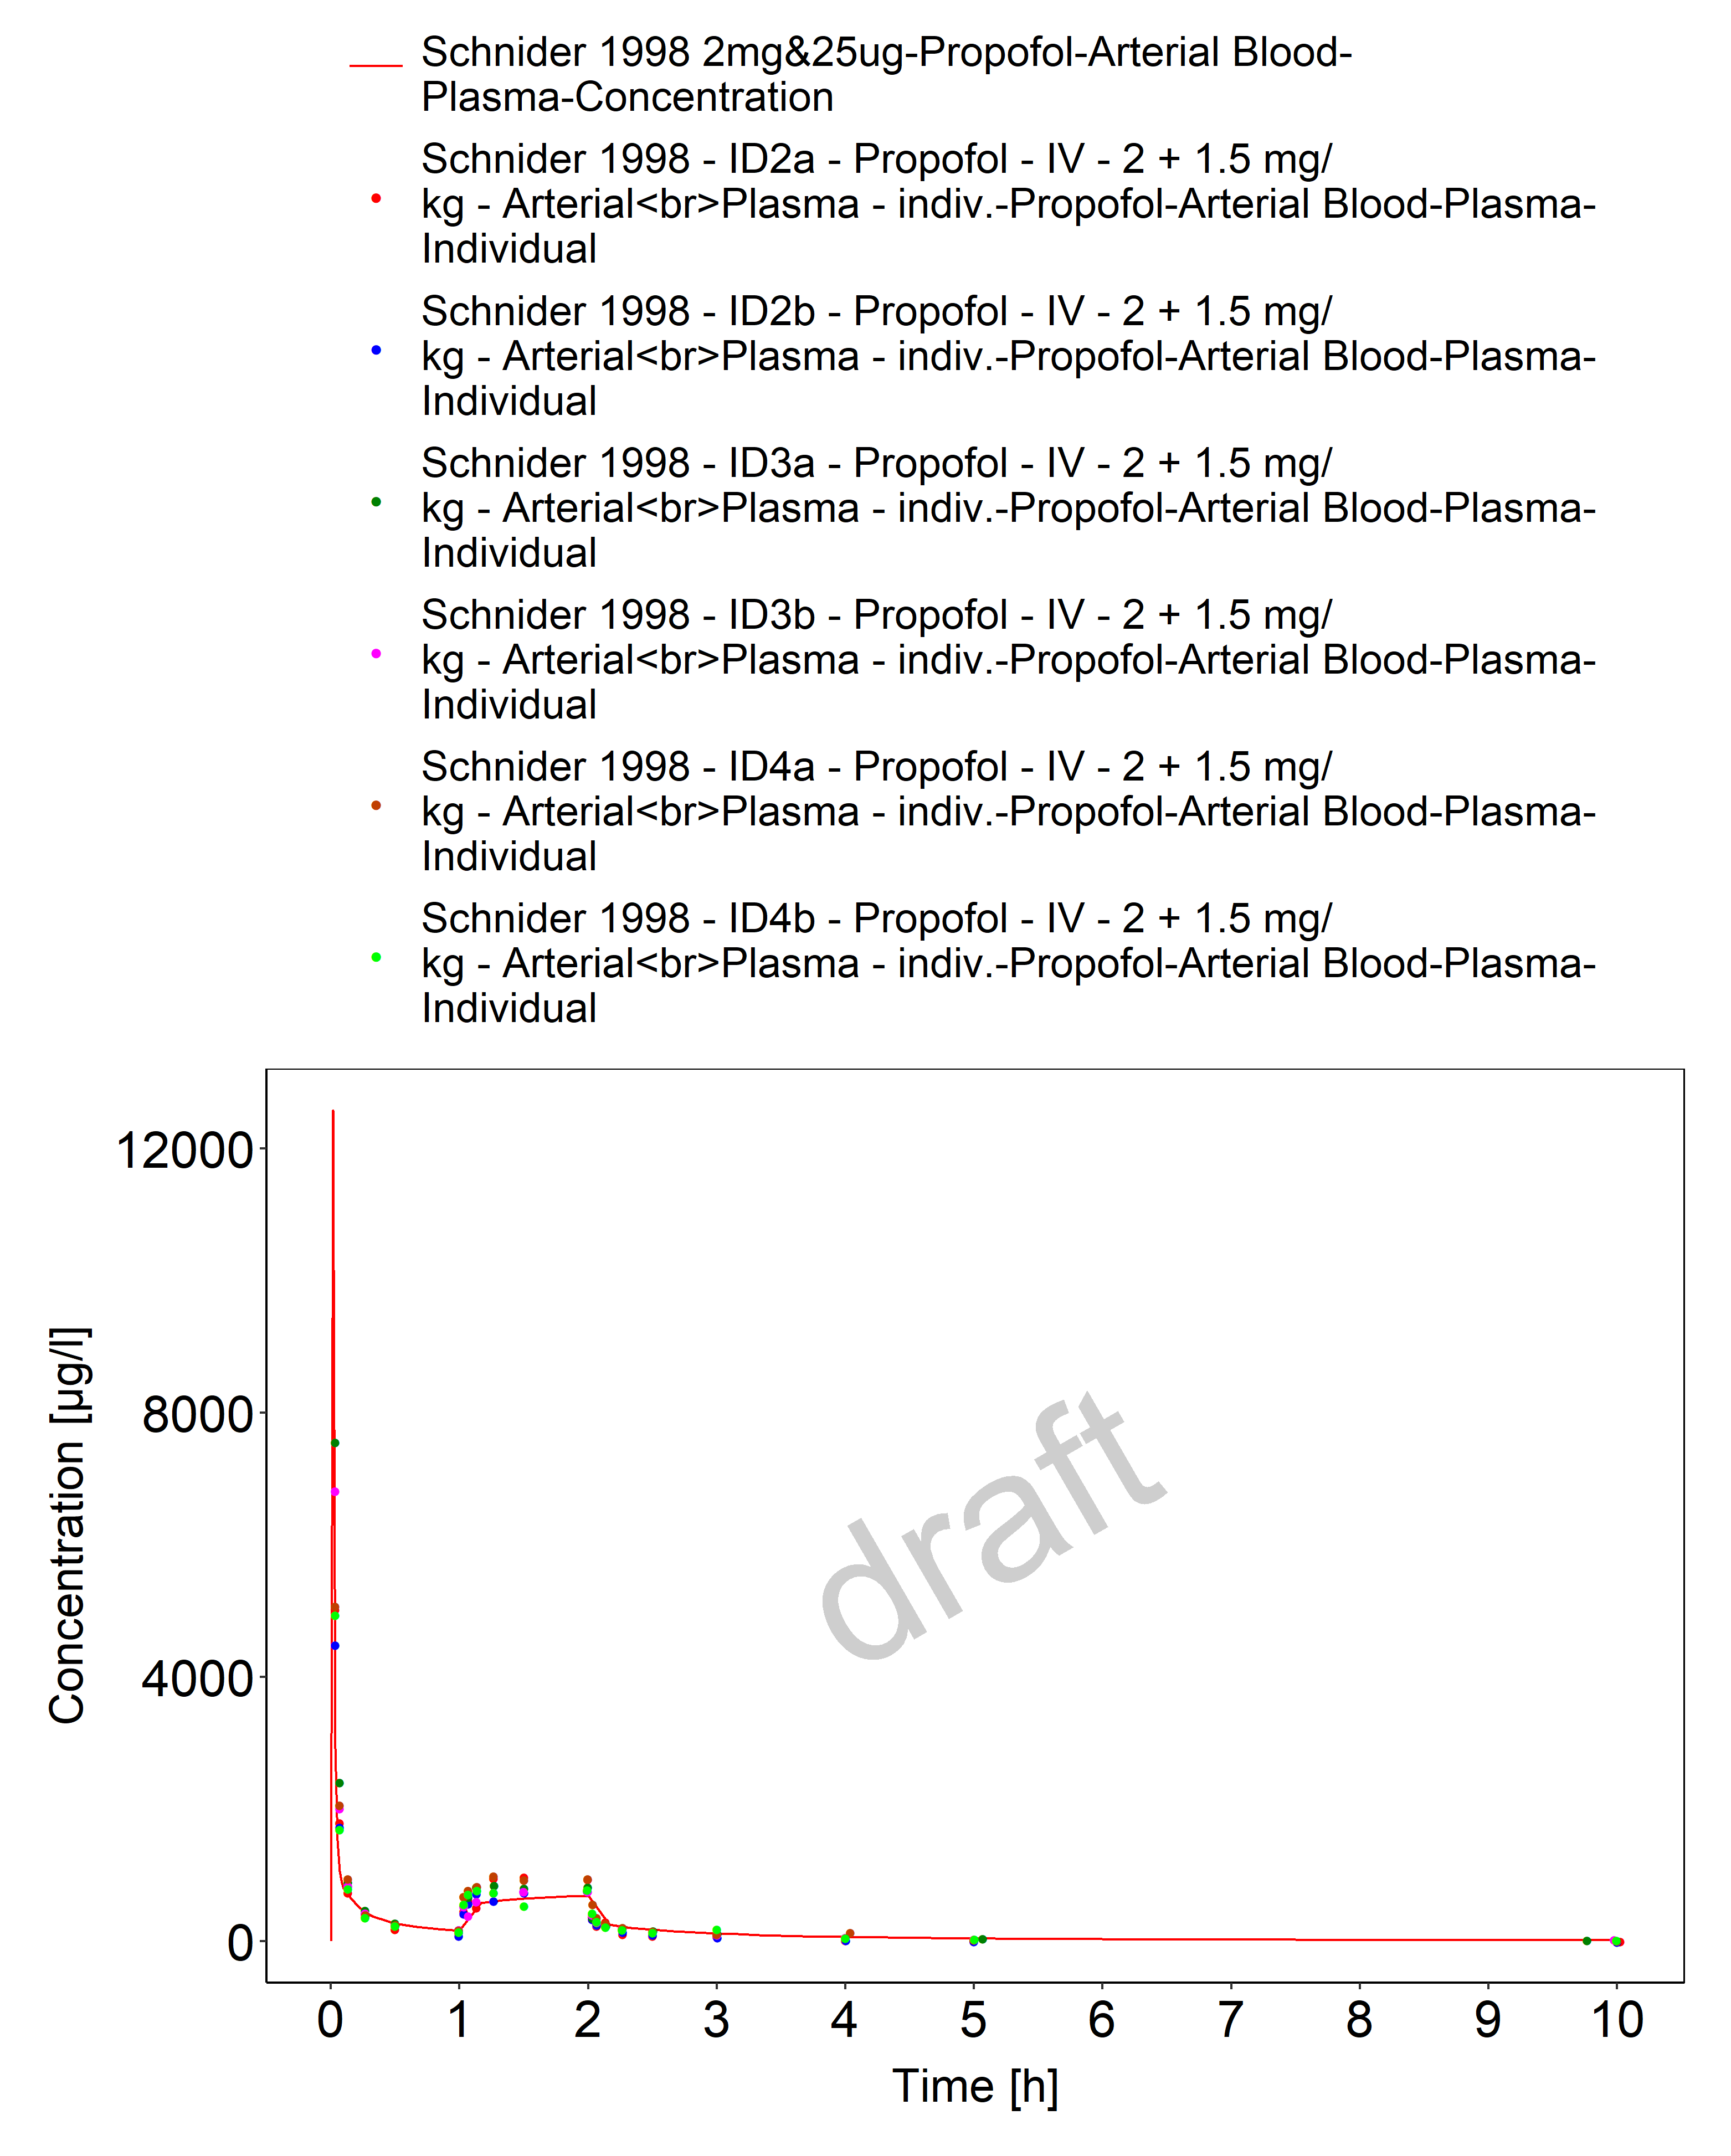 Schnider 1998 2mg&25ug-Propofol-Arterial Blood-
Plasma-Concentration
Schnider 1998 - ID2a - Propofol - IV - 2 + 1.5 mg/
kg - Arterial<br>Plasma - indiv.-Propofol-Arterial Blood-Plasma-
Individual
Schnider 1998 - ID2b - Propofol - IV - 2 + 1.5 mg/
kg - Arterial<br>Plasma - indiv.-Propofol-Arterial Blood-Plasma-
Individual
Schnider 1998 - ID3a - Propofol - IV - 2 + 1.5 mg/
kg - Arterial<br>Plasma - indiv.-Propofol-Arterial Blood-Plasma-
Individual
Schnider 1998 - ID3b - Propofol - IV - 2 + 1.5 mg/
kg - Arterial<br>Plasma - indiv.-Propofol-Arterial Blood-Plasma-
Individual
Schnider 1998 - ID4a - Propofol - IV - 2 + 1.5 mg/
kg - Arterial<br>Plasma - indiv.-Propofol-Arterial Blood-Plasma-
Individual
Schnider 1998 - ID4b - Propofol - IV - 2 + 1.5 mg/
kg - Arterial<br>Plasma - indiv.-Propofol-Arterial Blood-Plasma-
Individual
Concentration [µg/l]
12000
8000
4000
0
draft
0 1 2 3 4 5 6 7 8 9 10
Time [h]